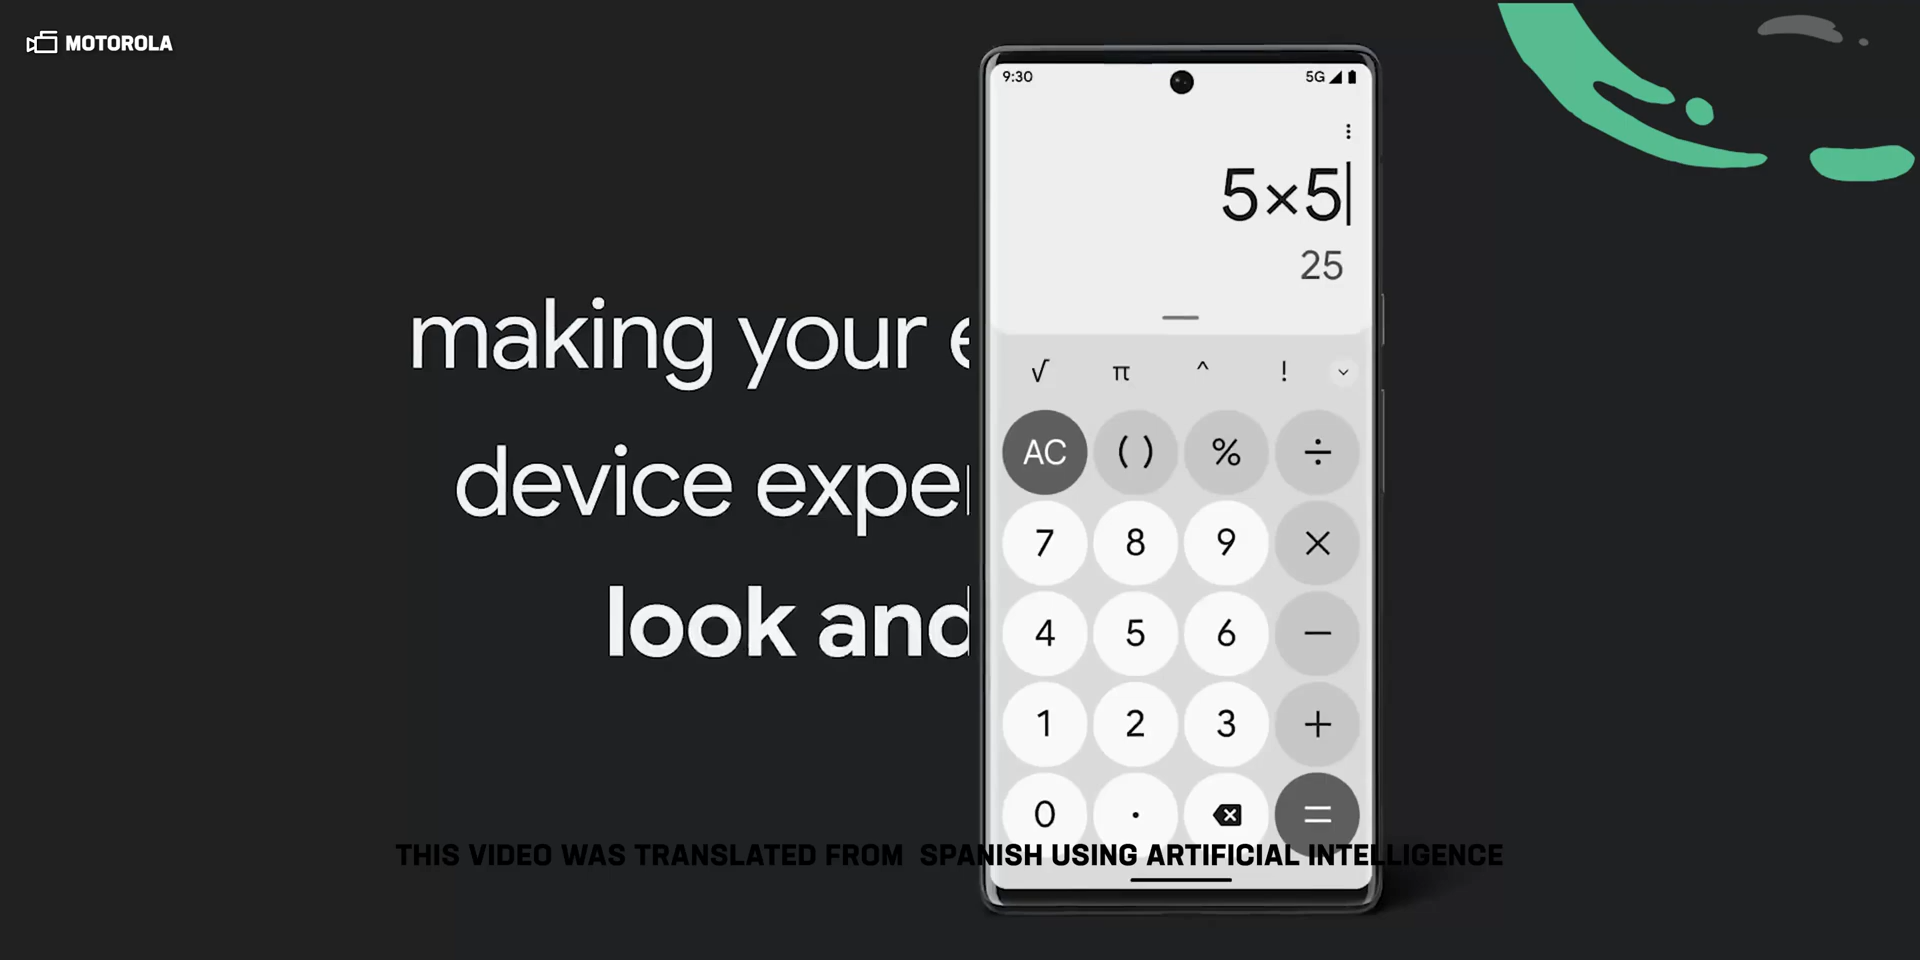 MOTOROLA
9:30
5G
5×5
25
making your
device
look and
√ π ^ !
AC ( ) % ÷
7 8 9 ×
4 5 6 −
1 2 3 +
0 . =
THIS VIDEO WAS TRANSLATED FROM SPANISH USING ARTIFICIAL INTELLIGENCE